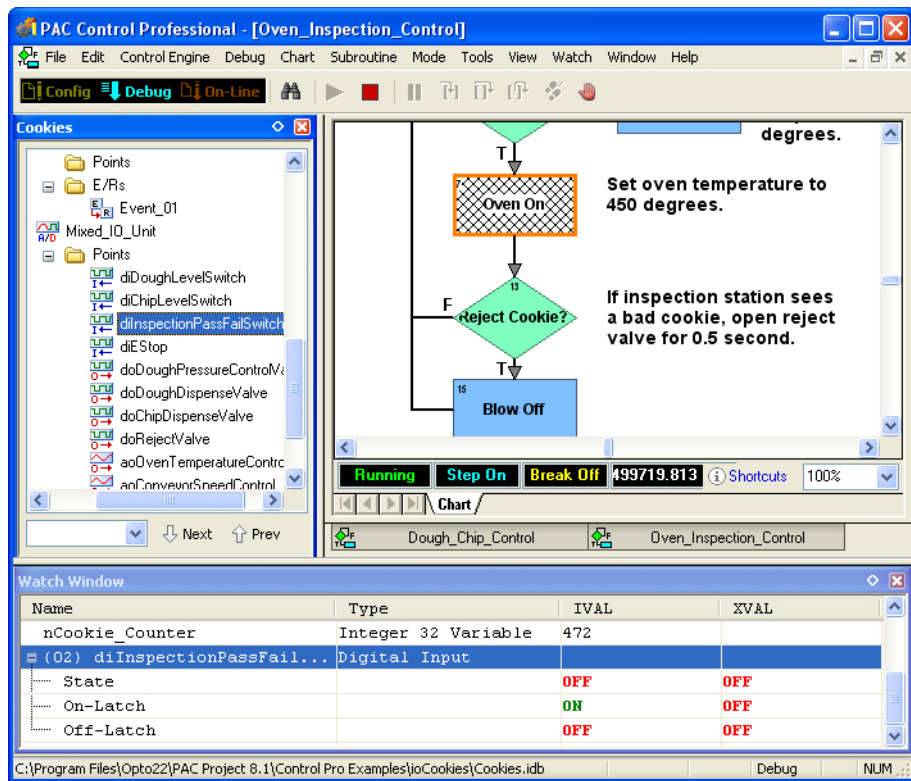 PAC Control Professional - [Oven_Inspection_Control]
File Edit Control Engine Debug Chart Subroutine Mode Tools View Watch Window Help
Config Debug On-Line
Cookies
Points
E/Rs
Event_01
Mixed_IO_Unit
Points
diDoughLevelSwitch
diChipLevelSwitch
diInspectionPassFailSwitch
diEStop
doDoughPressureControlVa
doDoughDispenseValve
doChipDispenseValve
doRejectValve
aoOvenTemperatureContro
aoConveyorSpeedControl
Next Prev
degrees.
T
7
Oven On
Set oven temperature to
450 degrees.
13
F
Reject Cookie?
If inspection station sees
a bad cookie, open reject
valve for 0.5 second.
T
15
Blow Off
Running Step On Break Off 499719.813 Shortcuts 100%
Chart
Dough_Chip_Control Oven_Inspection_Control
Watch Window
Name Type IVAL XVAL
nCookie_Counter Integer 32 Variable 472
{02} diInspectionPassFail... Digital Input
State OFF OFF
On-Latch ON OFF
Off-Latch OFF OFF
C:\Program Files\Opto22\PAC Project 8.1\Control Pro Examples\ioCookies\Cookies.idb Debug NUM